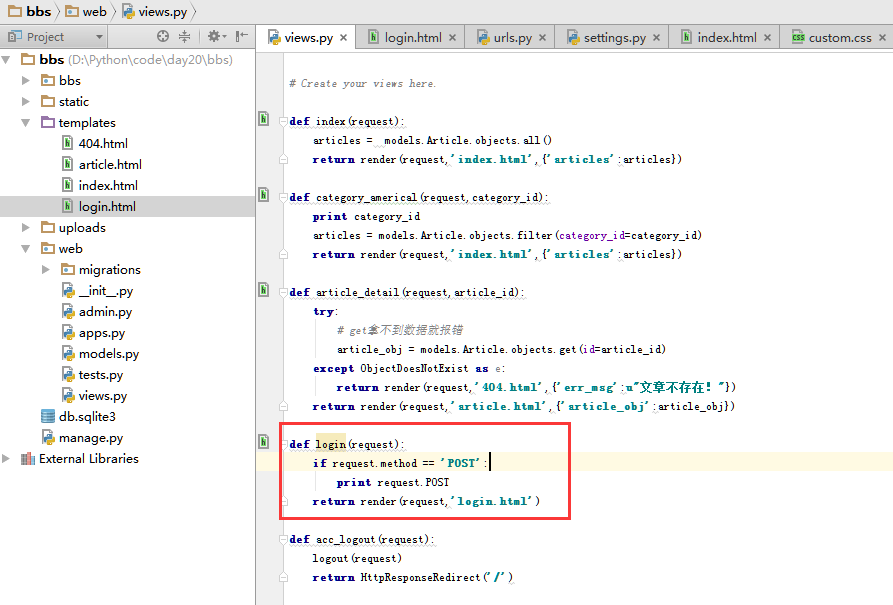 bbs web views.py
Project
views.py login.html urls.py settings.py index.html custom.css
bbs (D:\Python\code\day20\bbs)
bbs
static
templates
404.html
article.html
index.html
login.html
uploads
web
migrations
__init__.py
admin.py
apps.py
models.py
tests.py
views.py
db.sqlite3
manage.py
External Libraries
# Create your views here.
def index(request):
articles = models.Article.objects.all()
return render(request,'index.html',{'articles':articles})
def category_americal(request,category_id):
print category_id
articles = models.Article.objects.filter(category_id=category_id)
return render(request,'index.html',{'articles':articles})
def article_detail(request,article_id):
try:
# get拿不到数据就报错
article_obj = models.Article.objects.get(id=article_id)
except ObjectDoesNotExist as e:
return render(request,'404.html',{'err_msg':u"文章不存在！"})
return render(request,'article.html',{'article_obj':article_obj})
def login(request):
if request.method == 'POST':
print request.POST
return render(request,'login.html')
def acc_logout(request):
logout(request)
return HttpResponseRedirect('/')